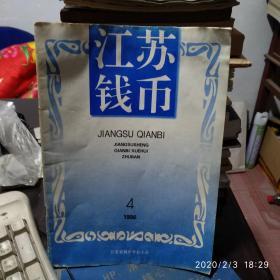 江苏
钱币
JIANGSU QIANBI
JIANGSUSHENG
QIANBI XUEHUI
ZHUBAN
4
1998
2020/2/3 18:29